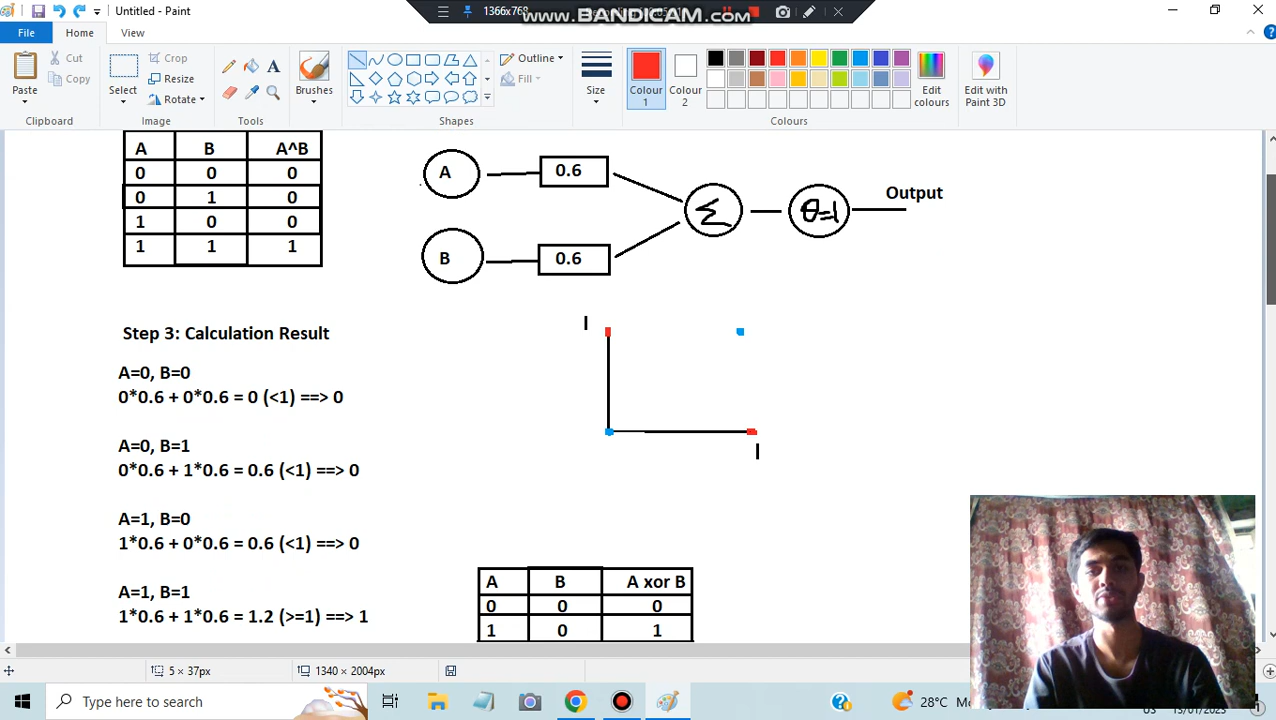 Untitled - Paint
1366x768
www.BANDICAM.com
File
Home
View
Paste
Cut
Copy
Clipboard
Select
Crop
Resize
Rotate
Image
A
Tools
Brushes
Outline
Fill
Shapes
Size
Colour 1
Colour 2
Edit colours
Edit with Paint 3D
Colours
A B A^B
0 0 0
0 1 0
1 0 0
1 1 1
A 0.6
B 0.6
Σ
θ=1
Output
Step 3: Calculation Result
A=0, B=0
0*0.6 + 0*0.6 = 0 (<1) ==> 0
A=0, B=1
0*0.6 + 1*0.6 = 0.6 (<1) ==> 0
A=1, B=0
1*0.6 + 0*0.6 = 0.6 (<1) ==> 0
A=1, B=1
1*0.6 + 1*0.6 = 1.2 (>=1) ==> 1
1
1
A B A xor B
0 0 0
1 0 1
5 × 37px
1340 × 2004px
Type here to search
28°C
13/01/2023